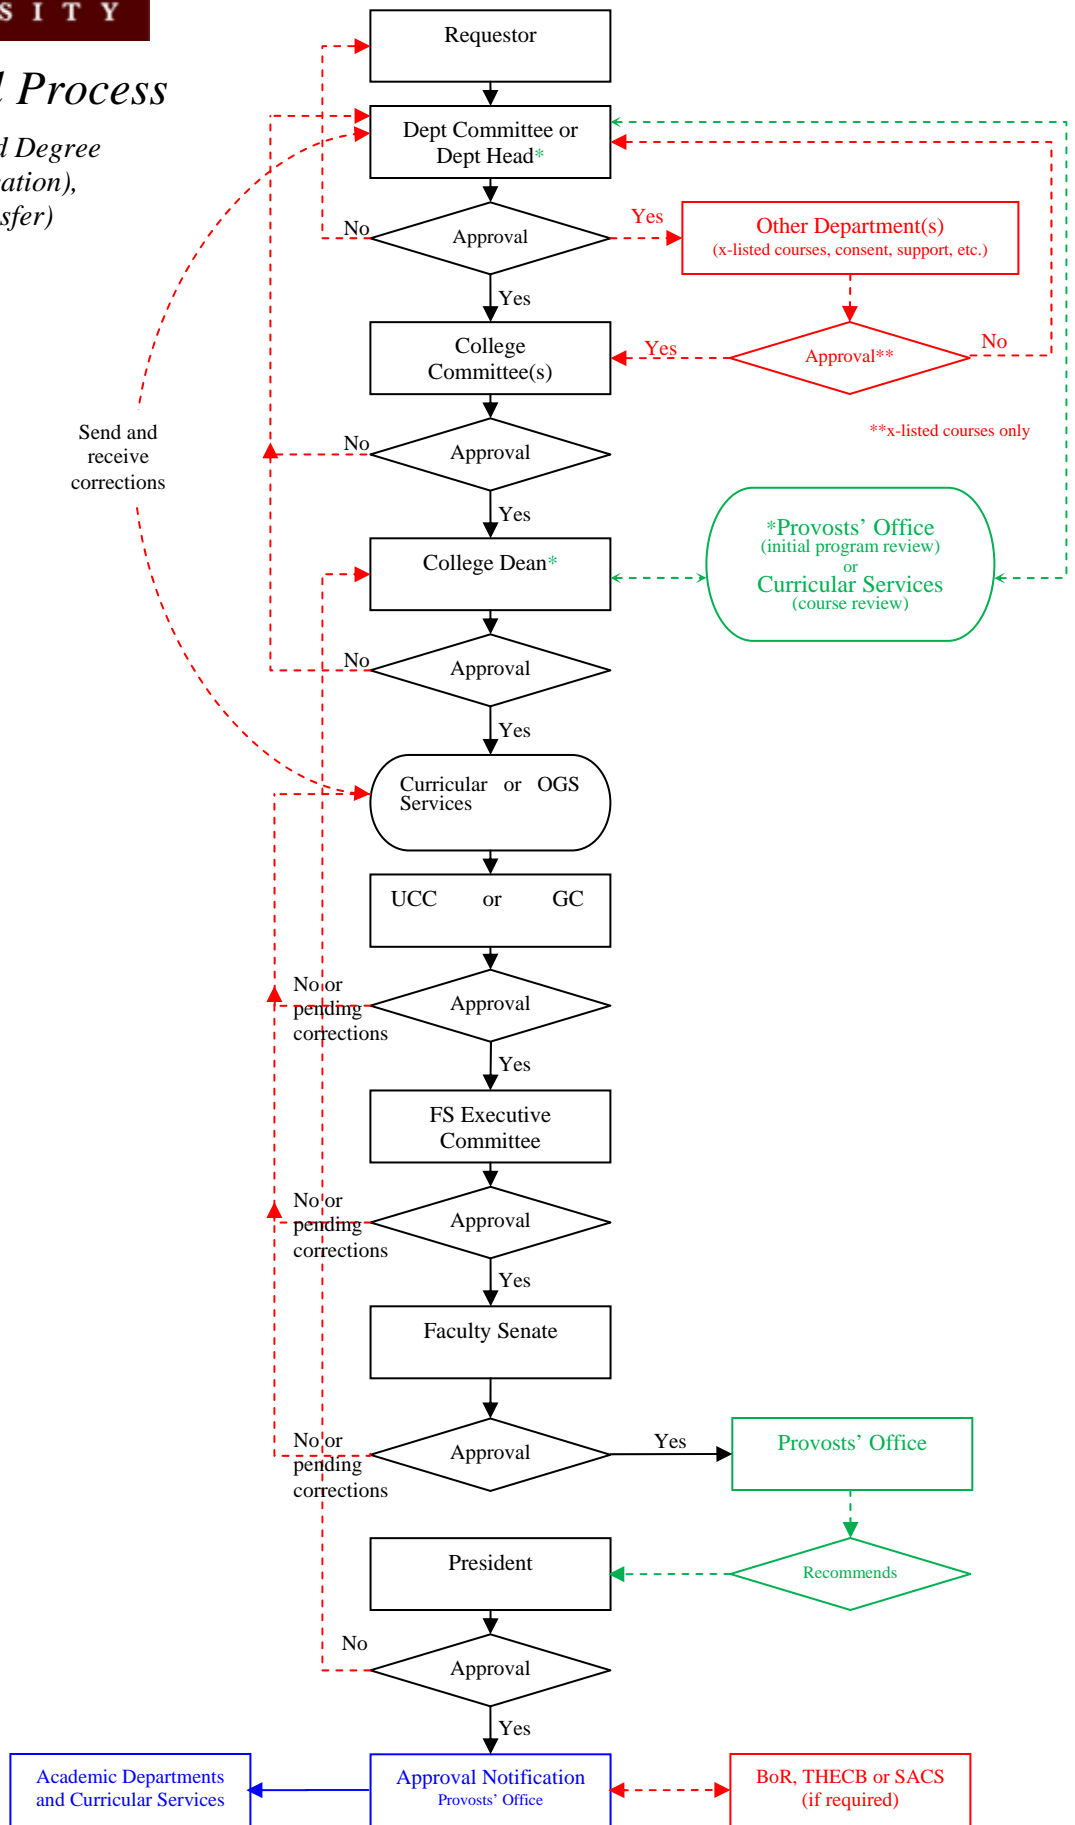 S I T Y
Process
Degree
Requestor
Dept Committee or
Dept Head*
No
Approval
Yes
Other Department(s)
(x-listed courses, consent, support, etc.)
Yes
College
Committee(s)
Yes
Approval**
No
**x-listed courses only
Send and
receive
corrections
No
Approval
Yes
College Dean*
*Provosts' Office
(initial program review)
or
Curricular Services
(course review)
No
Approval
Yes
Curricular or OGS
Services
UCC or GC
No or
pending
corrections
Approval
Yes
FS Executive
Committee
No or
pending
corrections
Approval
Yes
Faculty Senate
No or
pending
corrections
Approval
Yes
Provosts' Office
President
Recommends
No
Approval
Yes
Academic Departments
and Curricular Services
Approval Notification
Provosts' Office
BoR, THECB or SACS
(if required)